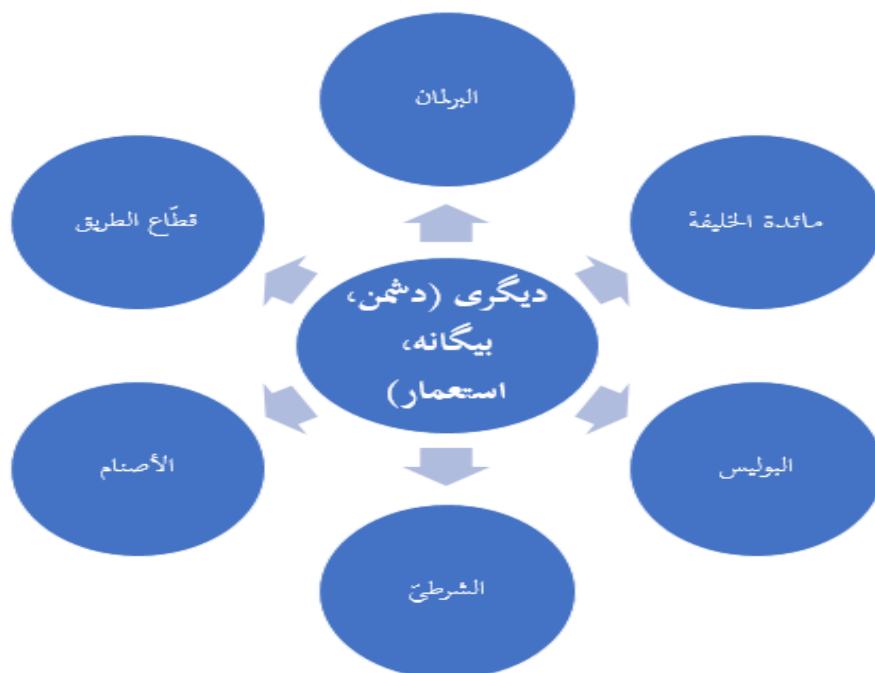 البرلمان
مائدة الخليفة
قطّاع الطريق
دیگری (دشمن،
بیگانه،
استعمار)
البوليس
الأصنام
الشرطيّ